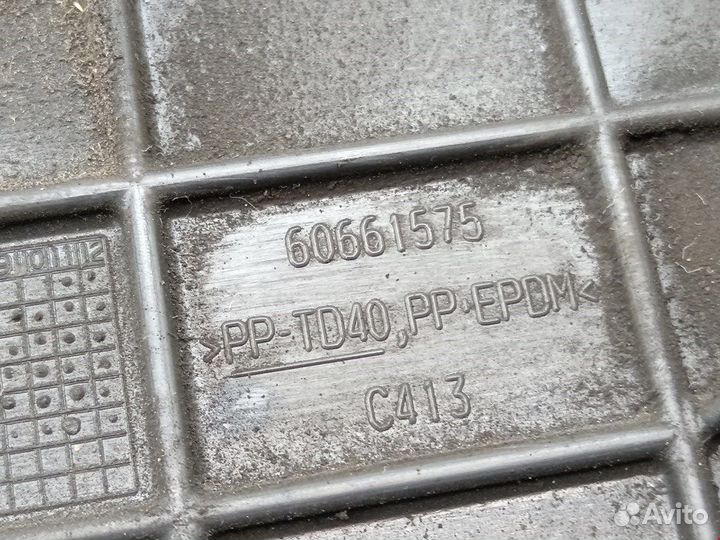 60661575
>PP-TD40,PP+EPDM<
C413
Avito